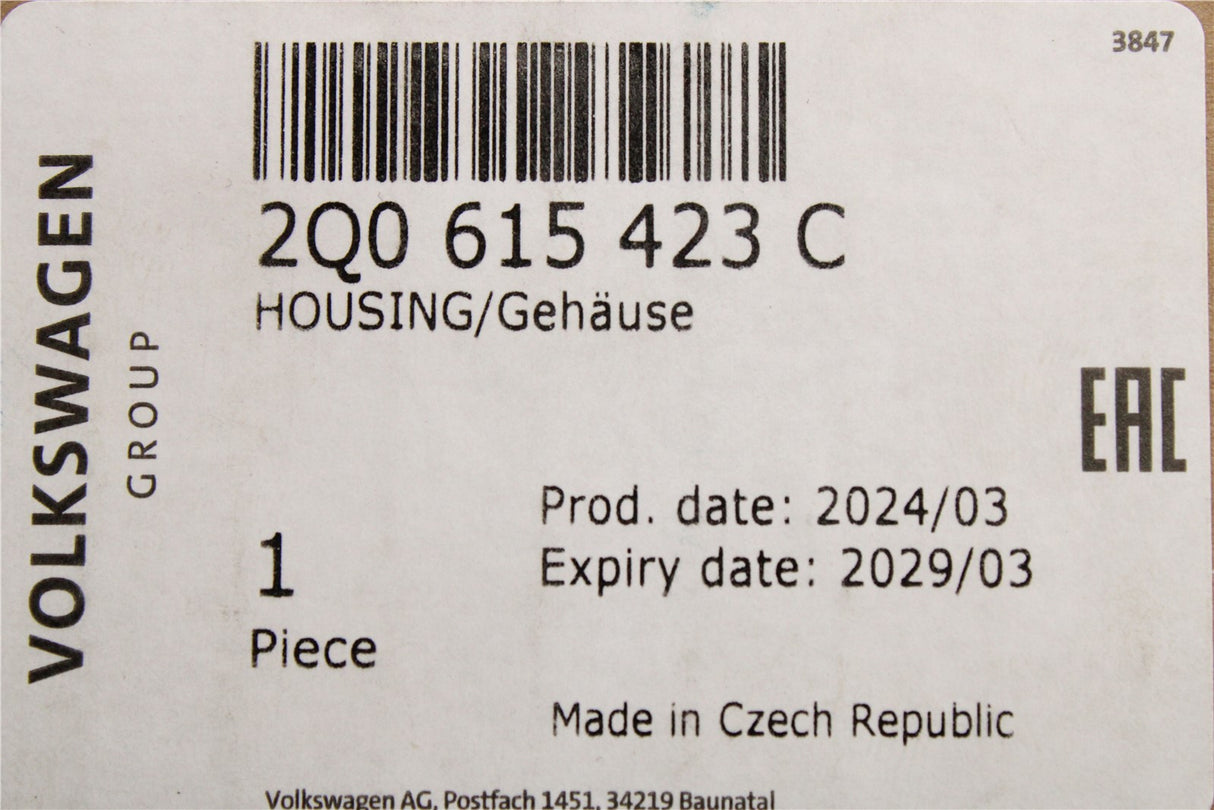 3847
VOLKSWAGEN
GROUP
2Q0 615 423 C
HOUSING/Gehäuse
EAC
Prod. date: 2024/03
Expiry date: 2029/03
1
Piece
Made in Czech Republic
Volkswagen AG, Postfach 1451, 34219 Baunatal